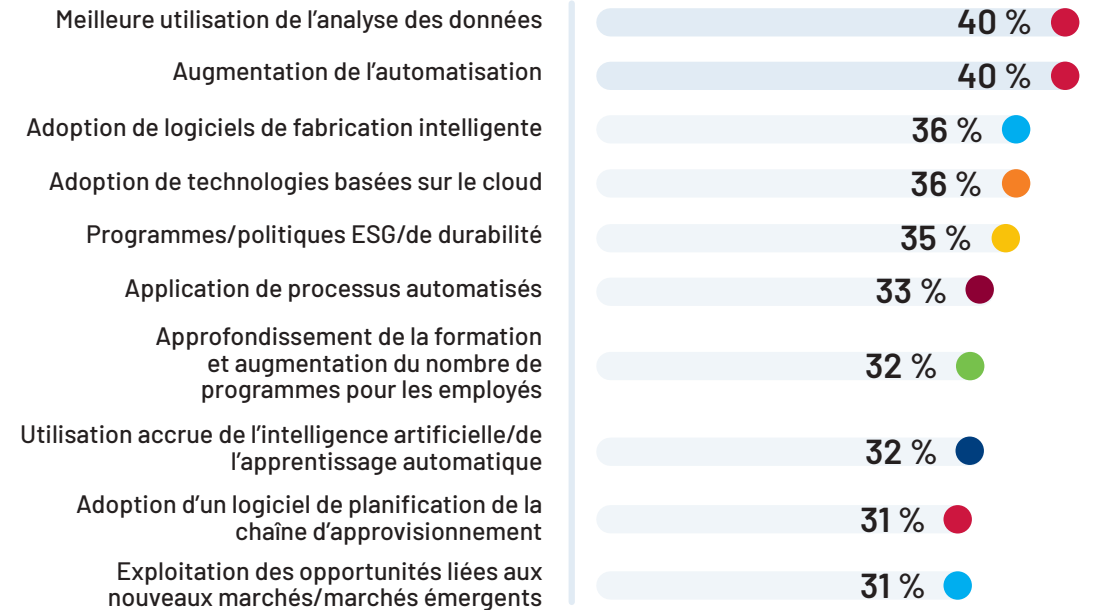 Meilleure utilisation de l’analyse des données
40 %
Augmentation de l’automatisation
40 %
Adoption de logiciels de fabrication intelligente
36 %
Adoption de technologies basées sur le cloud
36 %
Programmes/politiques ESG/de durabilité
35 %
Application de processus automatisés
33 %
Approfondissement de la formation
et augmentation du nombre de
programmes pour les employés
32 %
Utilisation accrue de l’intelligence artificielle/de
l’apprentissage automatique
32 %
Adoption d’un logiciel de planification de la
chaîne d’approvisionnement
31 %
Exploitation des opportunités liées aux
nouveaux marchés/marchés émergents
31 %